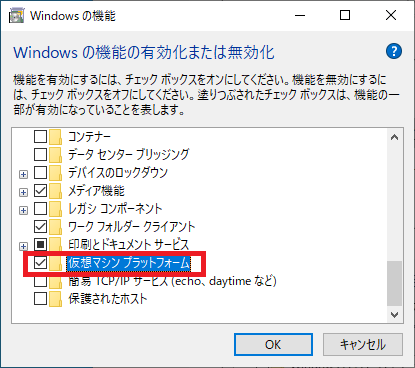 Windows の機能
Windows の機能の有効化または無効化
機能を有効にするには、チェック ボックスをオンにしてください。機能を無効にするに
は、チェック ボックスをオフにしてください。塗りつぶされたチェック ボックスは、機能の一
部が有効になっていることを表します。
コンテナー
データ センター ブリッジング
デバイスのロックダウン
メディア機能
レガシ コンポーネント
ワーク フォルダー クライアント
印刷とドキュメント サービス
仮想マシン プラットフォーム
簡易 TCP/IP サービス (echo、daytime など)
保護されたホスト
OK
キャンセル